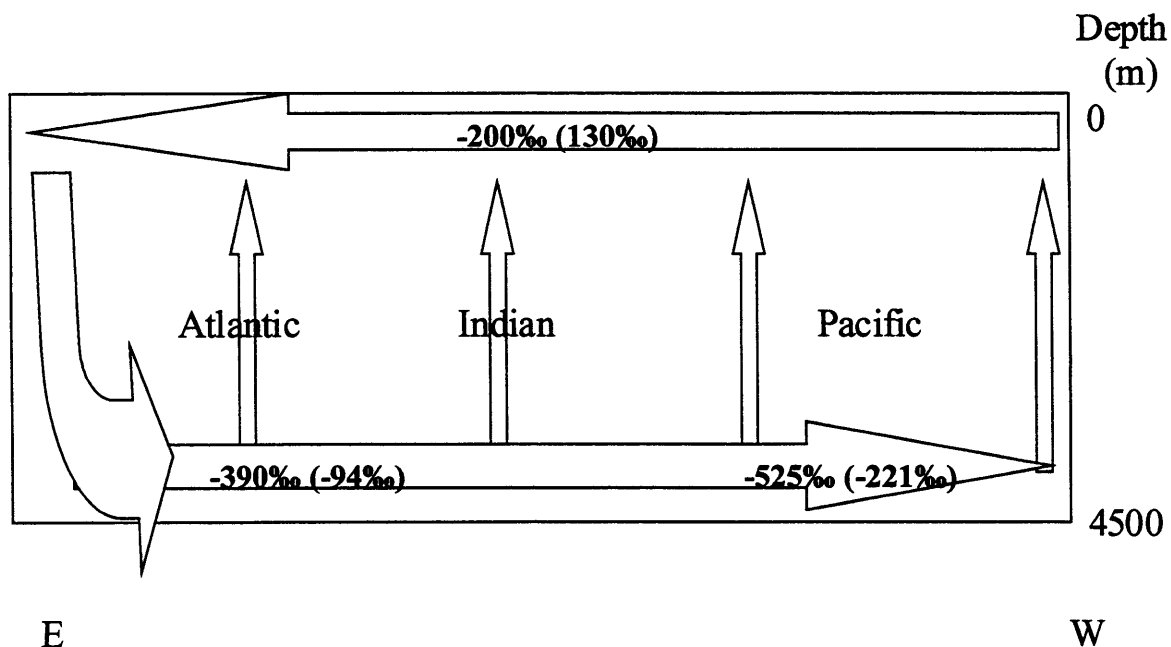 Depth
(m)
0
-200‰ (130‰)
Atlantic
Indian
Pacific
-390‰ (-94‰)
-525‰ (-221‰)
4500
E
W